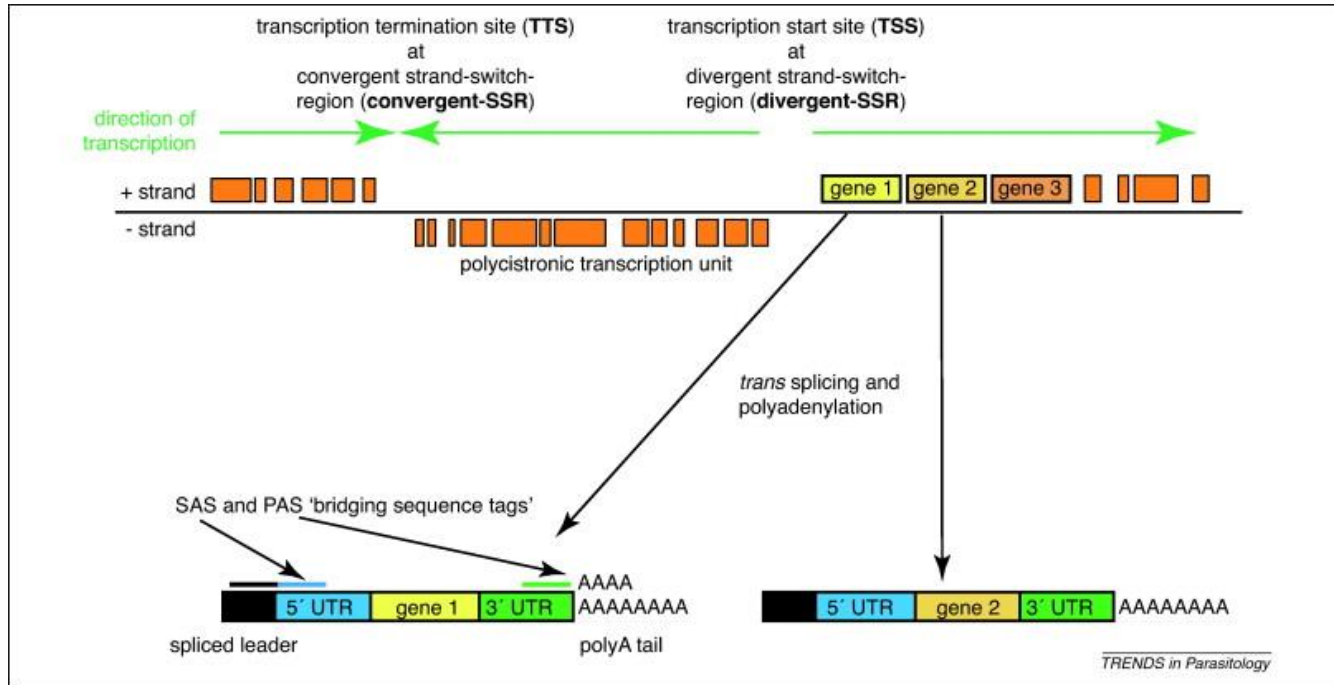 transcription termination site (TTS)
at
convergent strand-switch-
region (convergent-SSR)
transcription start site (TSS)
at
divergent strand-switch-
region (divergent-SSR)
direction of
transcription
+ strand
gene 1 gene 2 gene 3
- strand
polycistronic transcription unit
trans splicing and
polyadenylation
SAS and PAS ‘bridging sequence tags’
AAAA
5´ UTR gene 1 3´ UTR AAAAAAAA
spliced leader polyA tail
5´ UTR gene 2 3´ UTR AAAAAAAA
TRENDS in Parasitology